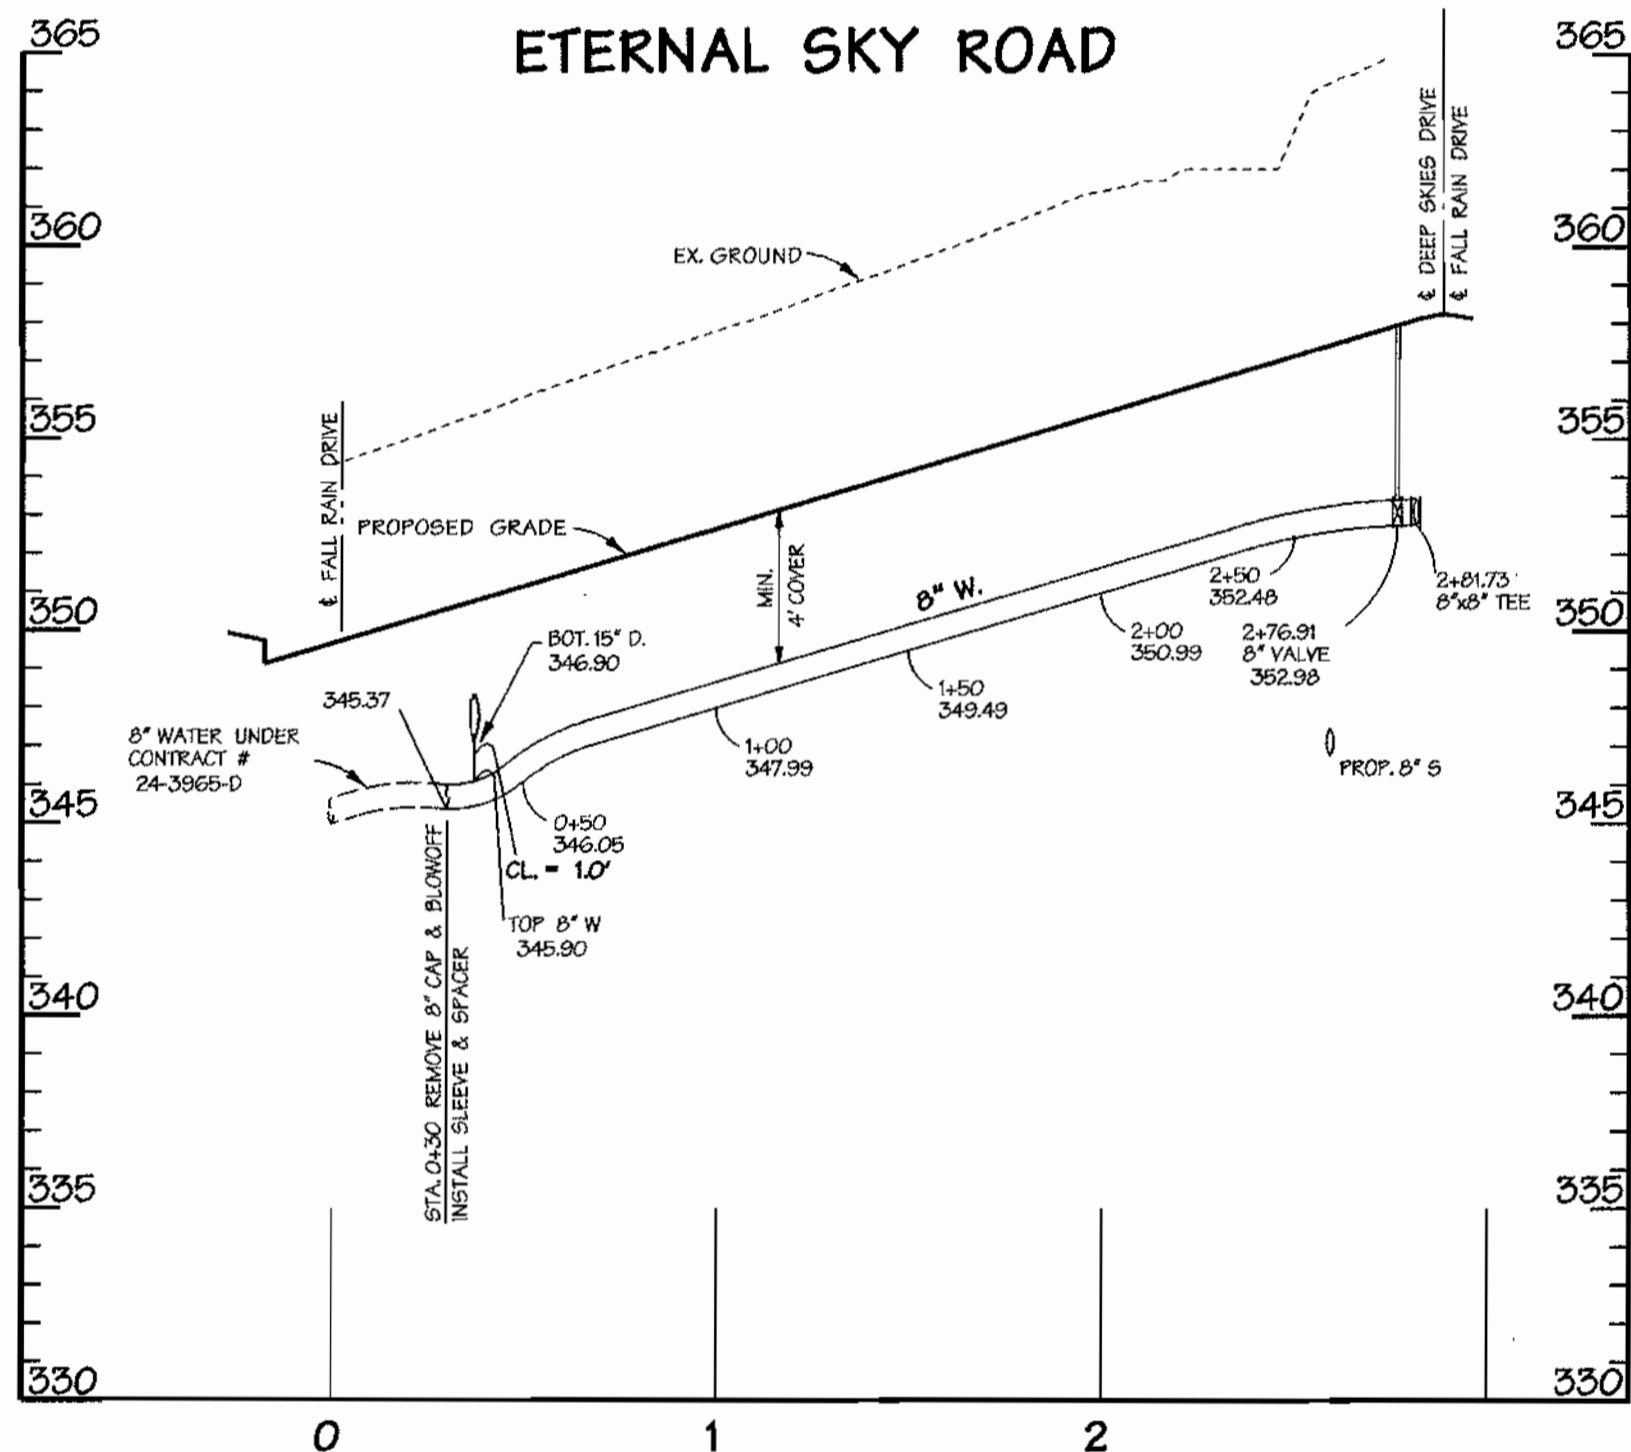 ETERNAL SKY ROAD
365
365
360
360
355
355
350
350
345
345
340
340
335
335
330
330
℄ DEEP SKIES DRIVE
℄ FALL RAIN DRIVE
EX. GROUND
℄ FALL RAIN DRIVE
PROPOSED GRADE
MIN.
4' COVER
8" W.
BOT. 15" D.
346.90
345.37
8" WATER UNDER
CONTRACT #
24-3965-D
2+50
352.48
2+81.73
8"x8" TEE
2+00
350.99
2+76.91
8" VALVE
352.98
1+50
349.49
1+00
347.99
PROP. 8" S
0+50
346.05
CL. = 1.0'
TOP 8" W
345.90
STA. 0+30 REMOVE 8" CAP & BLOWOFF
INSTALL SLEEVE & SPACER
0
1
2